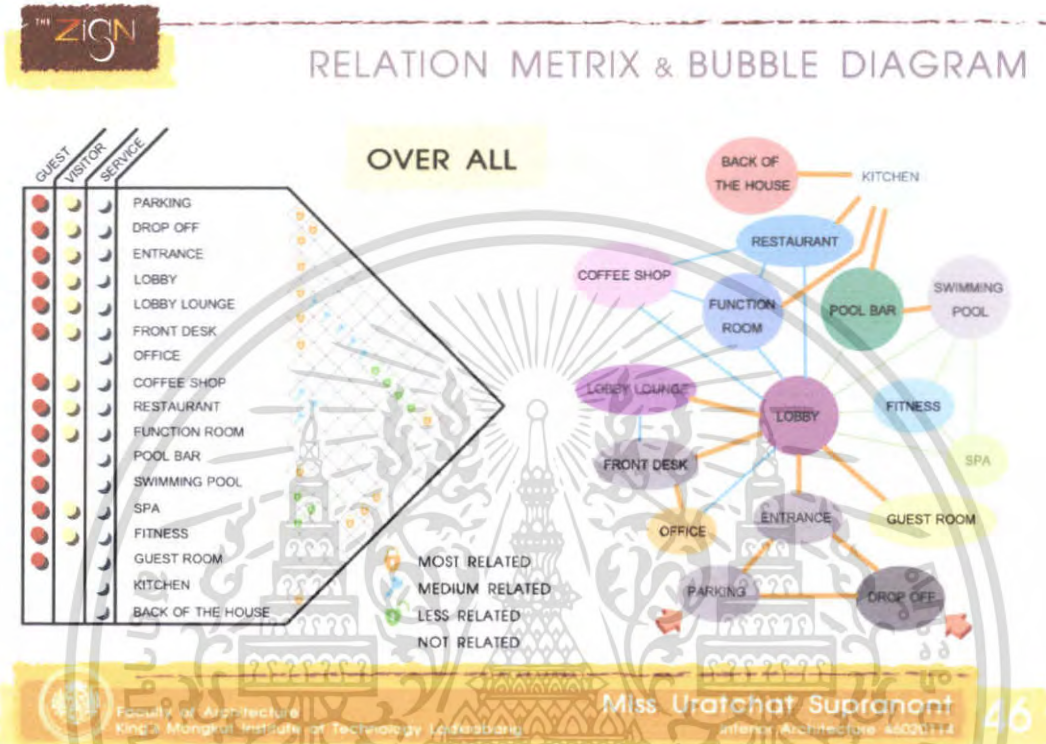 THE ZIGN
RELATION METRIX & BUBBLE DIAGRAM
OVER ALL
GUEST
VISITOR
SERVICE
PARKING
DROP OFF
ENTRANCE
LOBBY
LOBBY LOUNGE
FRONT DESK
OFFICE
COFFEE SHOP
RESTAURANT
FUNCTION ROOM
POOL BAR
SWIMMING POOL
SPA
FITNESS
GUEST ROOM
KITCHEN
BACK OF THE HOUSE
MOST RELATED
MEDIUM RELATED
LESS RELATED
NOT RELATED
BACK OF
THE HOUSE
KITCHEN
RESTAURANT
COFFEE SHOP
FUNCTION
ROOM
POOL BAR
SWIMMING
POOL
LOBBY LOUNGE
LOBBY
FITNESS
FRONT DESK
SPA
OFFICE
ENTRANCE
GUEST ROOM
PARKING
DROP OFF
Faculty of Architecture
King's Mongkut Institute of Technology Ladkrabang
Miss Uratchat Supranont
Interior Architecture 46020114
46